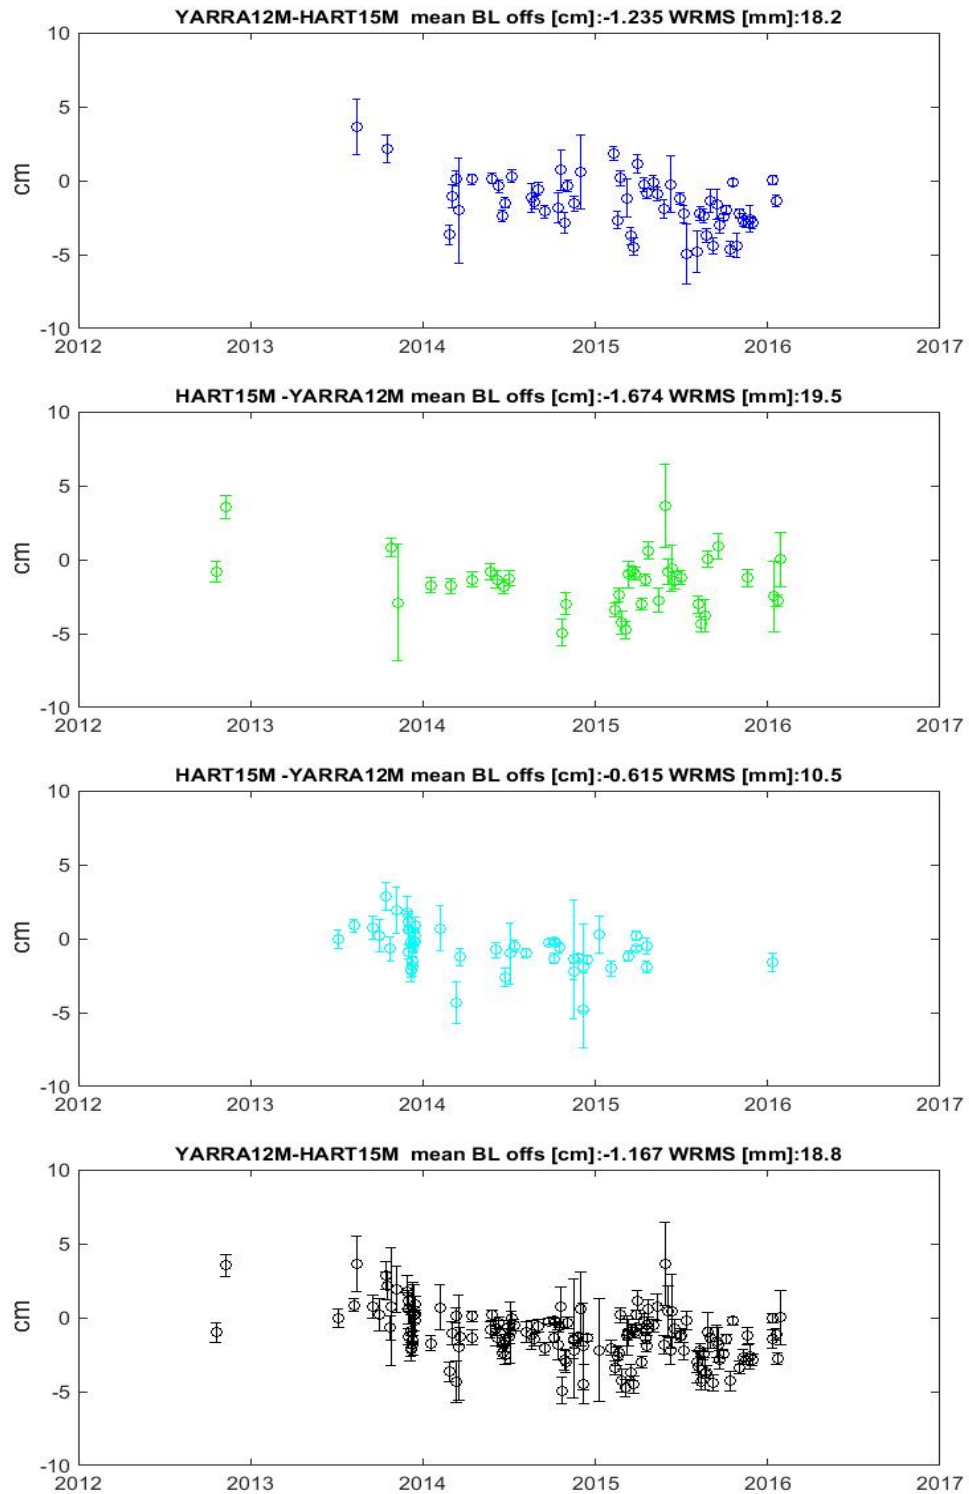 YARRA12M-HART15M  mean BL offs [cm]:-1.235 WRMS [mm]:18.2
10
5
0
-5
-10
cm
2012 2013 2014 2015 2016 2017
HART15M -YARRA12M mean BL offs [cm]:-1.674 WRMS [mm]:19.5
10
5
0
-5
-10
cm
2012 2013 2014 2015 2016 2017
HART15M -YARRA12M mean BL offs [cm]:-0.615 WRMS [mm]:10.5
10
5
0
-5
-10
cm
2012 2013 2014 2015 2016 2017
YARRA12M-HART15M  mean BL offs [cm]:-1.167 WRMS [mm]:18.8
10
5
0
-5
-10
cm
2012 2013 2014 2015 2016 2017